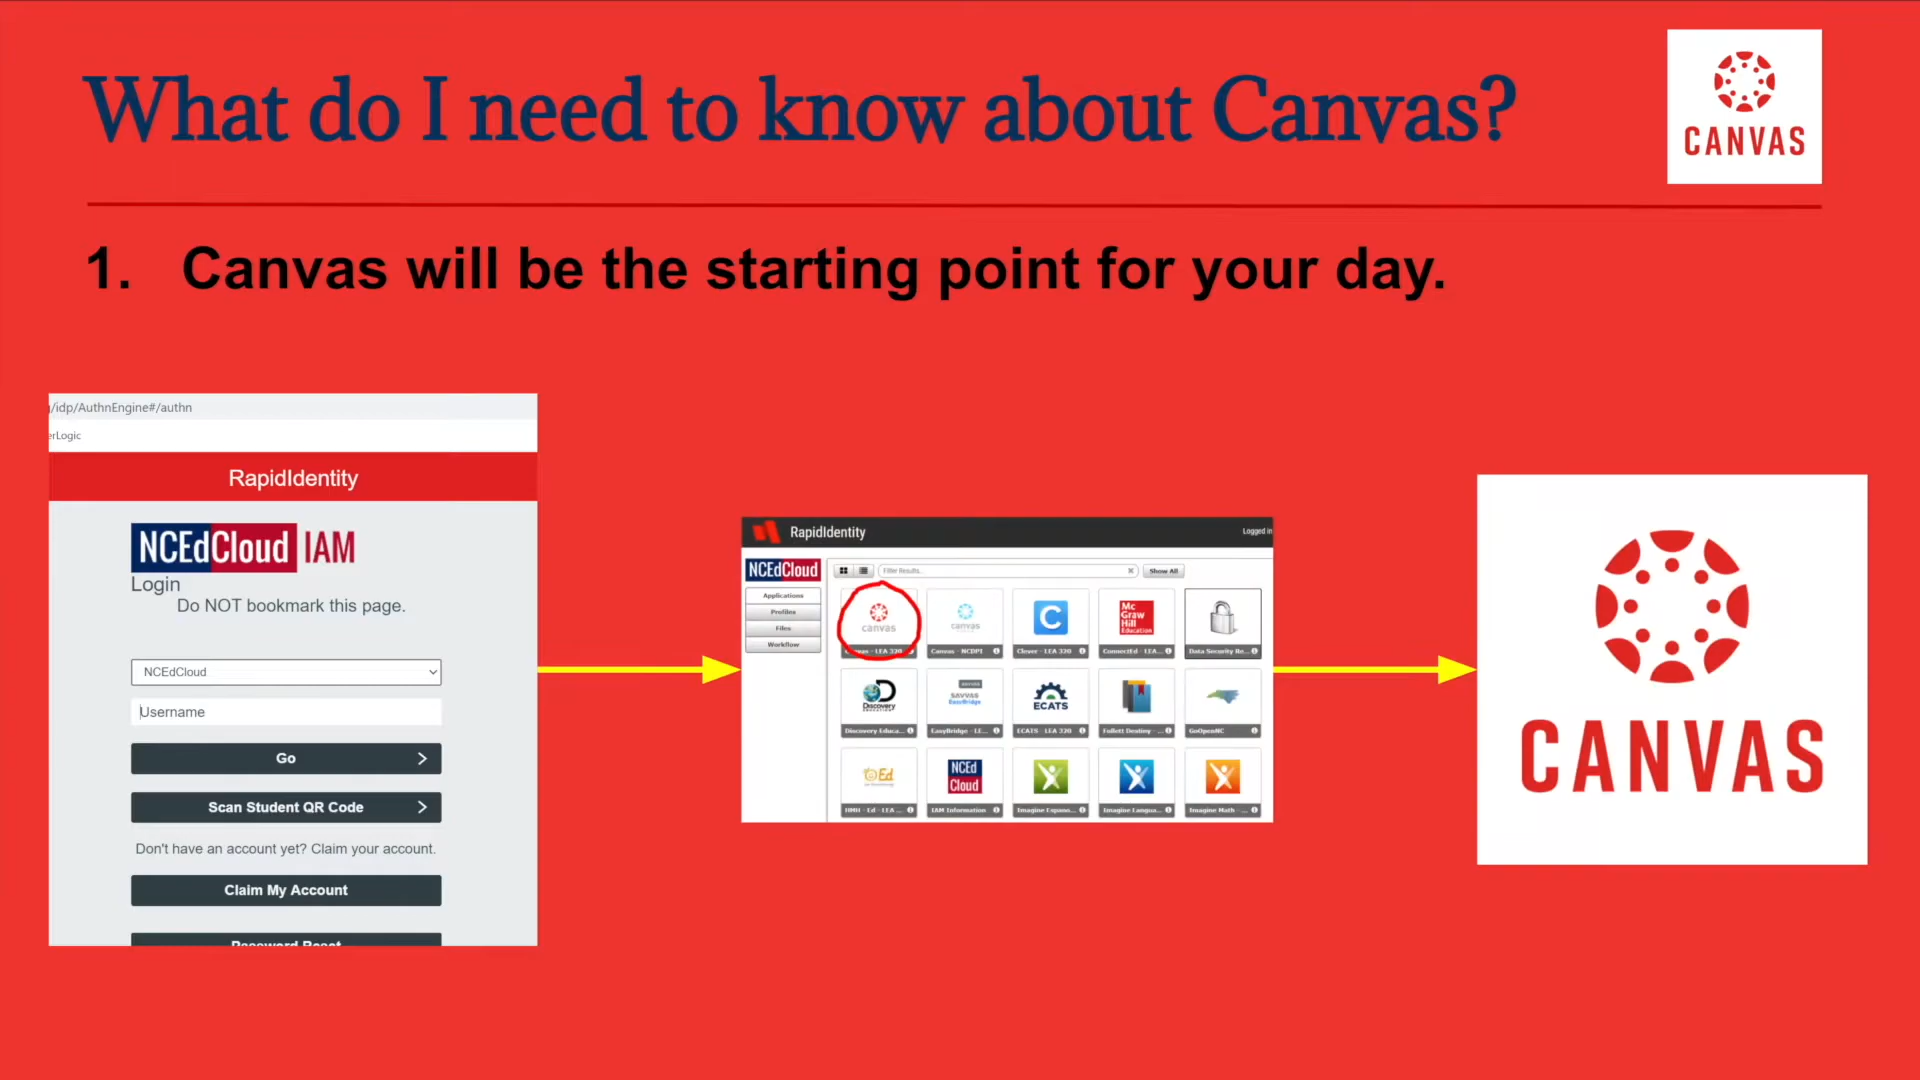 What do I need to know about Canvas?
CANVAS
1. Canvas will be the starting point for your day.
/idp/AuthnEngine#/authn
erLogic
RapidIdentity
NCEdCloud IAM
Login
Do NOT bookmark this page.
NCEdCloud
Username
Go
Scan Student QR Code
Don't have an account yet? Claim your account.
Claim My Account
Password Reset
RapidIdentity
Logged in
NCEdCloud
Filter Results...
Show All
Applications
Profiles
Files
Workflow
canvas
canvas
C
Mc
Graw
Hill
Education
LEA 320
Canvas - NCDPI
Clever - LEA 320
ConnectEd - LEA...
Data Security Re...
Discovery
EDUCATION
SAVVAS
EasyBridge
ECATS
Discovery Educa...
EasyBridge - LE...
ECATS - LEA 320
Follett Destiny - ...
GoOpenNC
Ed
NCEd
Cloud
HMH - Ed - LEA ...
IAM Information
Imagine Espano...
Imagine Langua...
Imagine Math - ...
CANVAS